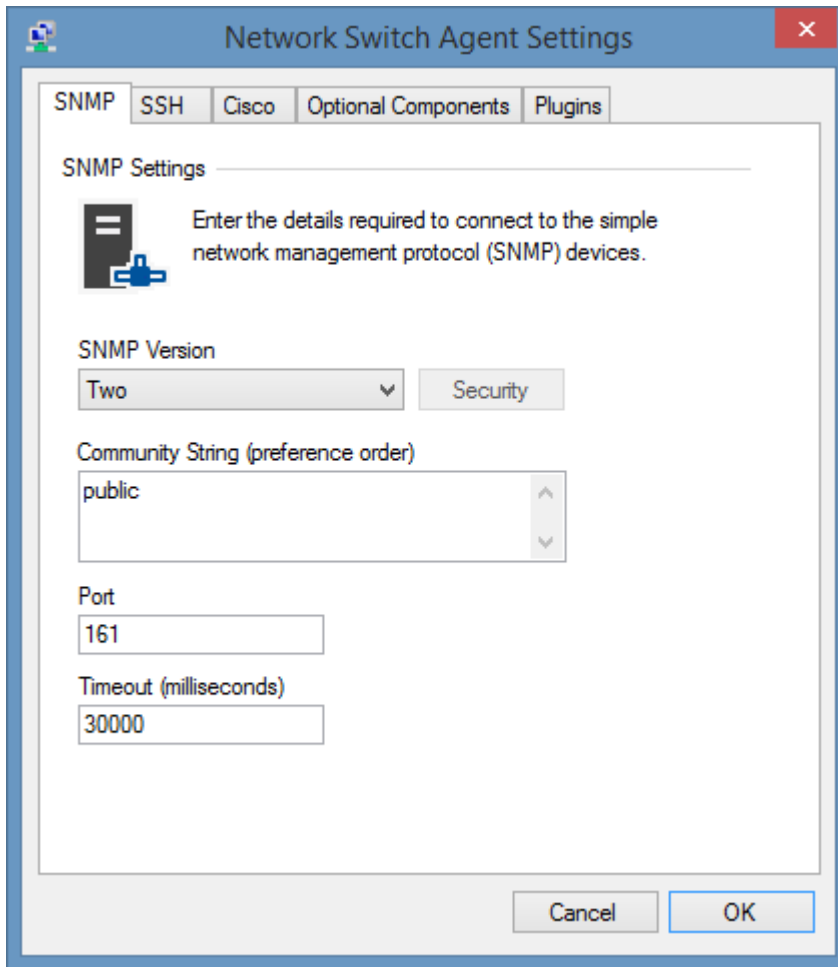 Network Switch Agent Settings
SNMP SSH Cisco Optional Components Plugins
SNMP Settings
Enter the details required to connect to the simple
network management protocol (SNMP) devices.
SNMP Version
Two Security
Community String (preference order)
public
Port
161
Timeout (milliseconds)
30000
Cancel OK